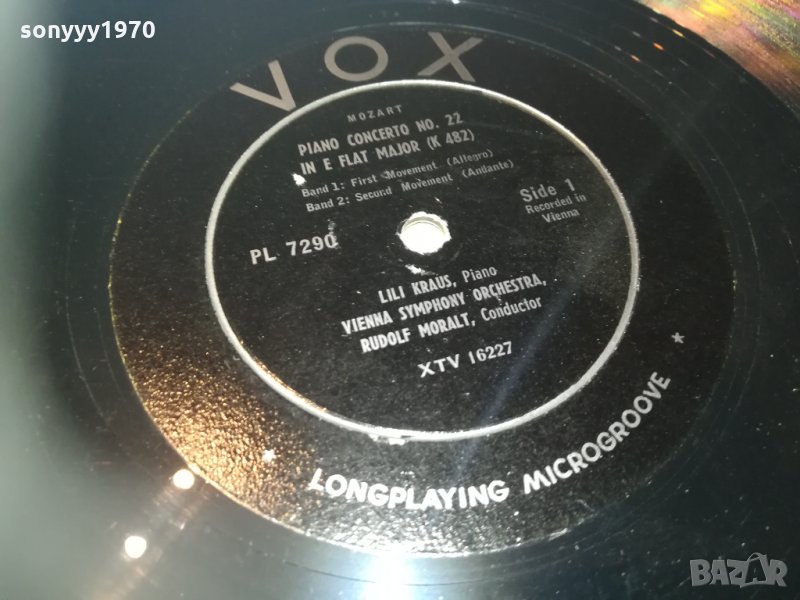 sonyyy1970
VOX
MOZART
PIANO CONCERTO NO. 22
IN E FLAT MAJOR (K 482)
Band 1: First Movement (Allegro)
Band 2: Second Movement (Andante)
Side 1
Recorded in
Vienna
PL 7290
LILI KRAUS, Piano
VIENNA SYMPHONY ORCHESTRA,
RUDOLF MORALT, Conductor
XTV 16227
* LONGPLAYING MICROGROOVE *
BAZAR